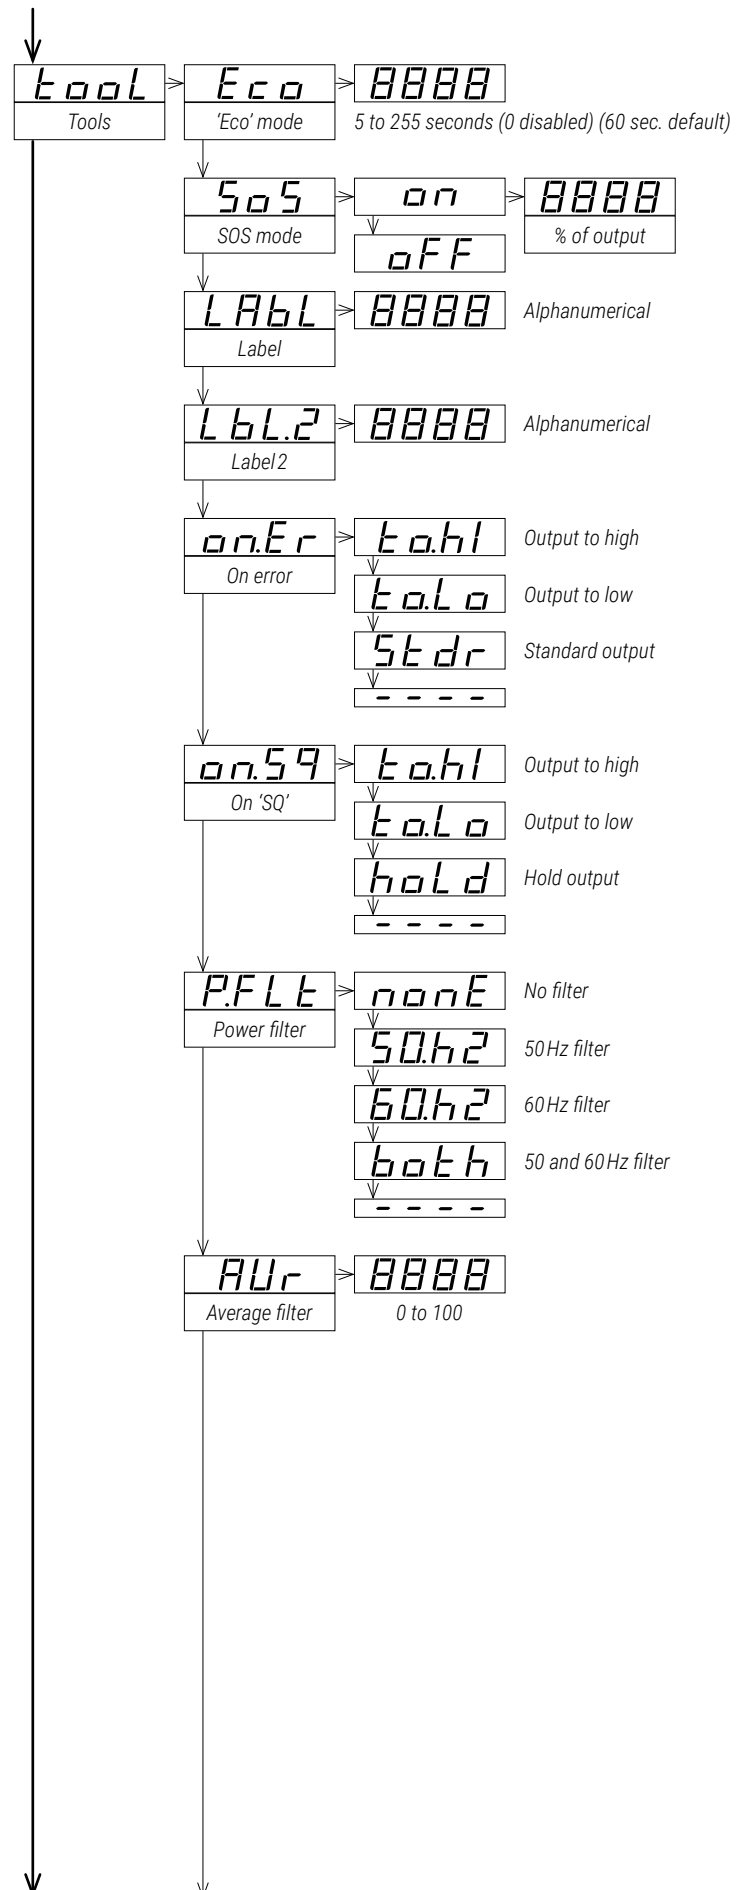 tooL
Tools
Eco
'Eco' mode
8888
5 to 255 seconds (0 disabled) (60 sec. default)
SoS
SOS mode
on
8888
% of output
oFF
LAbL
Label
8888
Alphanumerical
LbL.2
Label 2
8888
Alphanumerical
on.Er
On error
to.hI
Output to high
to.Lo
Output to low
Stdr
Standard output
----
on.Sq
On 'SQ'
to.hI
Output to high
to.Lo
Output to low
hoLd
Hold output
----
P.FLt
Power filter
nonE
No filter
50.h2
50 Hz filter
60.h2
60 Hz filter
both
50 and 60 Hz filter
----
AUr
Average filter
8888
0 to 100